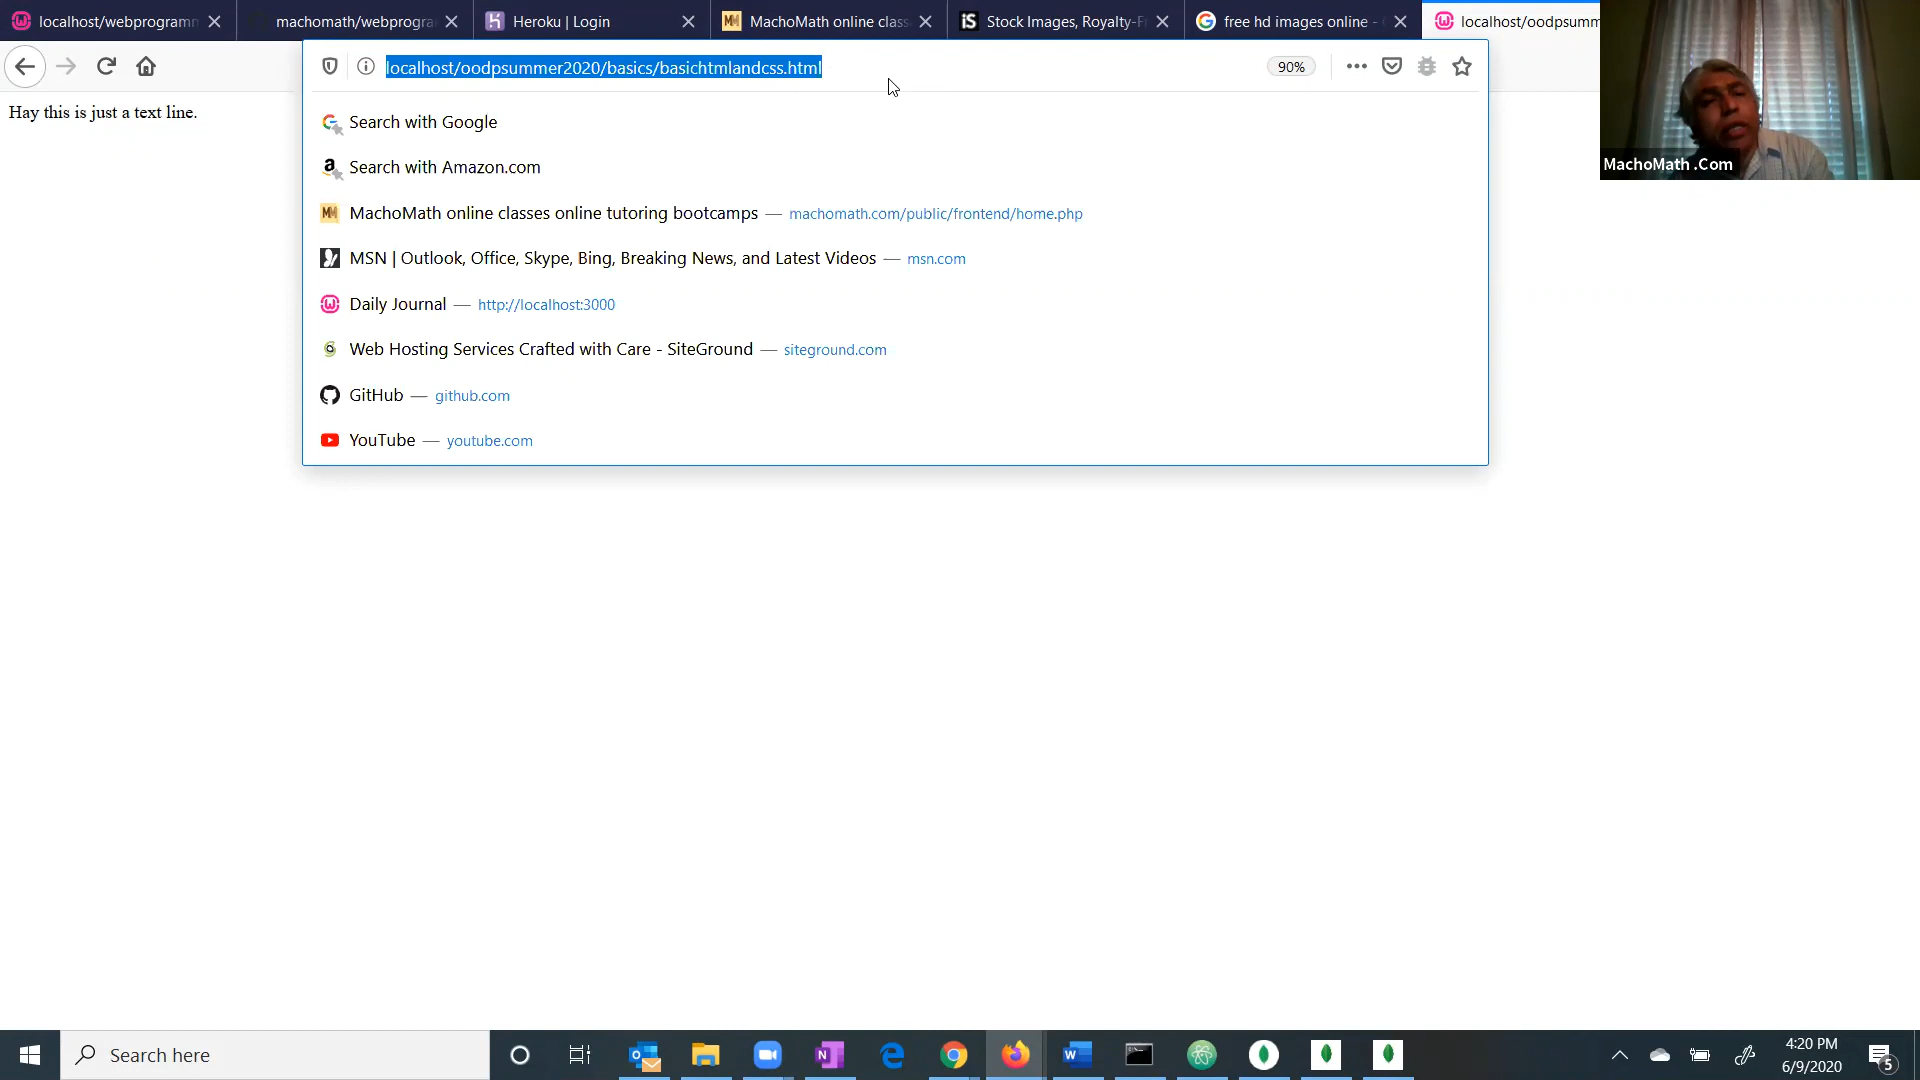 localhost/webprogramm
machomath/webprogra
Heroku | Login
MachoMath online clas
Stock Images, Royalty-F
free hd images online -
localhost/oodpsumm
localhost/oodpsummer2020/basics/basichtmlandcss.html
90%
Hay this is just a text line.
Search with Google
Search with Amazon.com
MachoMath online classes online tutoring bootcamps — machomath.com/public/frontend/home.php
MSN | Outlook, Office, Skype, Bing, Breaking News, and Latest Videos — msn.com
Daily Journal — http://localhost:3000
Web Hosting Services Crafted with Care - SiteGround — siteground.com
GitHub — github.com
YouTube — youtube.com
MachoMath .Com
Search here
4:20 PM
6/9/2020
5